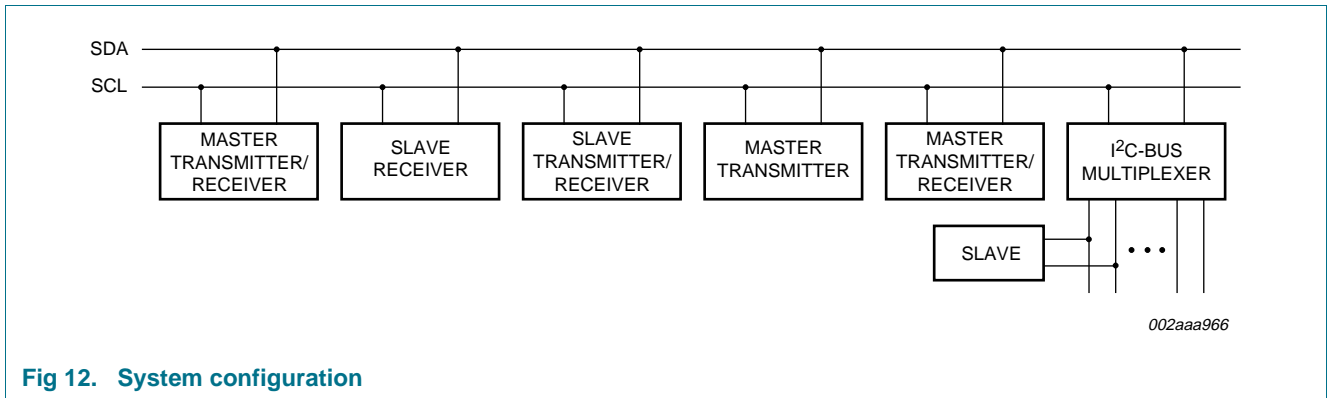 SDA
SCL
MASTER
TRANSMITTER/
RECEIVER
SLAVE
RECEIVER
SLAVE
TRANSMITTER/
RECEIVER
MASTER
TRANSMITTER
MASTER
TRANSMITTER/
RECEIVER
I²C-BUS
MULTIPLEXER
SLAVE
002aaa966
Fig 12. System configuration